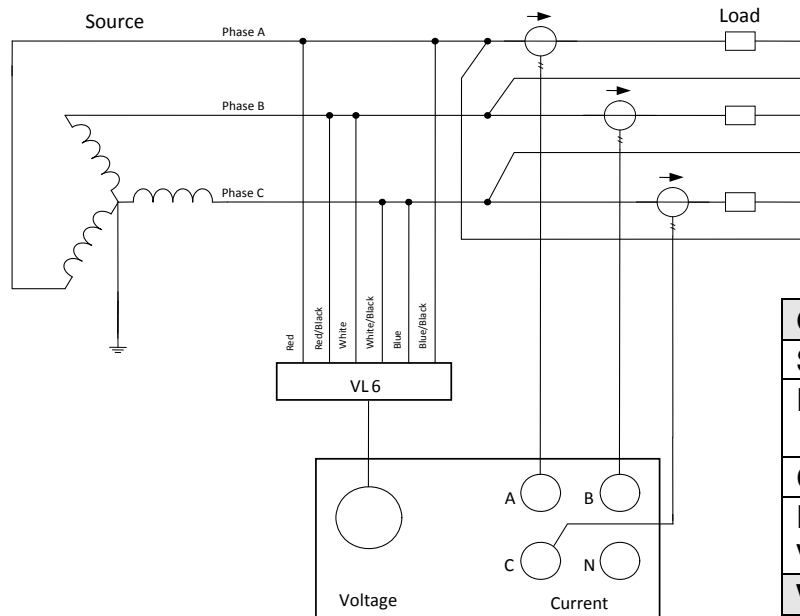 Source
Load
Phase A
Phase B
Phase C
Red
Red/Black
White
White/Black
Blue
Blue/Black
VL6
A
B
C
N
Voltage
Current